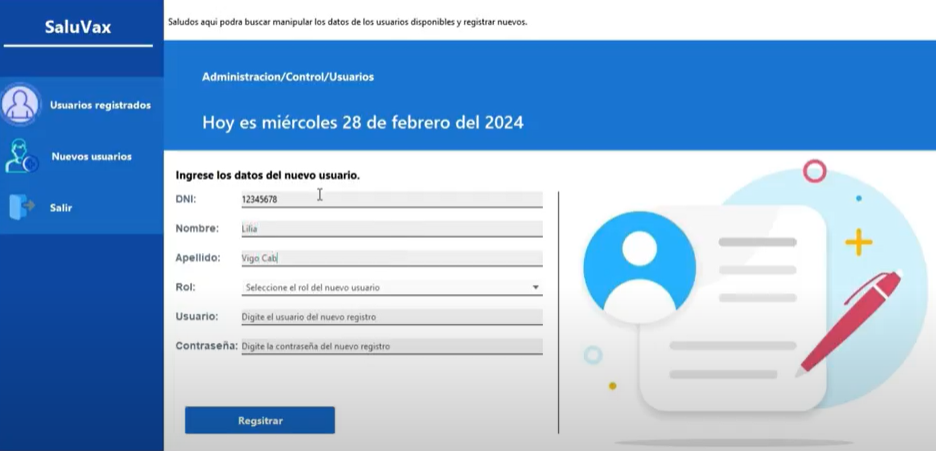 SaluVax
Saludos aqui podra buscar manipular los datos de los usuarios disponibles y registrar nuevos.
Administracion/Control/Usuarios
Hoy es miércoles 28 de febrero del 2024
Usuarios registrados
Nuevos usuarios
Salir
Ingrese los datos del nuevo usuario.
DNI: 12345678
Nombre: Lilia
Apellido: Vigo Cab
Rol: Seleccione el rol del nuevo usuario
Usuario: Digite el usuario del nuevo registro
Contraseña: Digite la contraseña del nuevo registro
Regsitrar